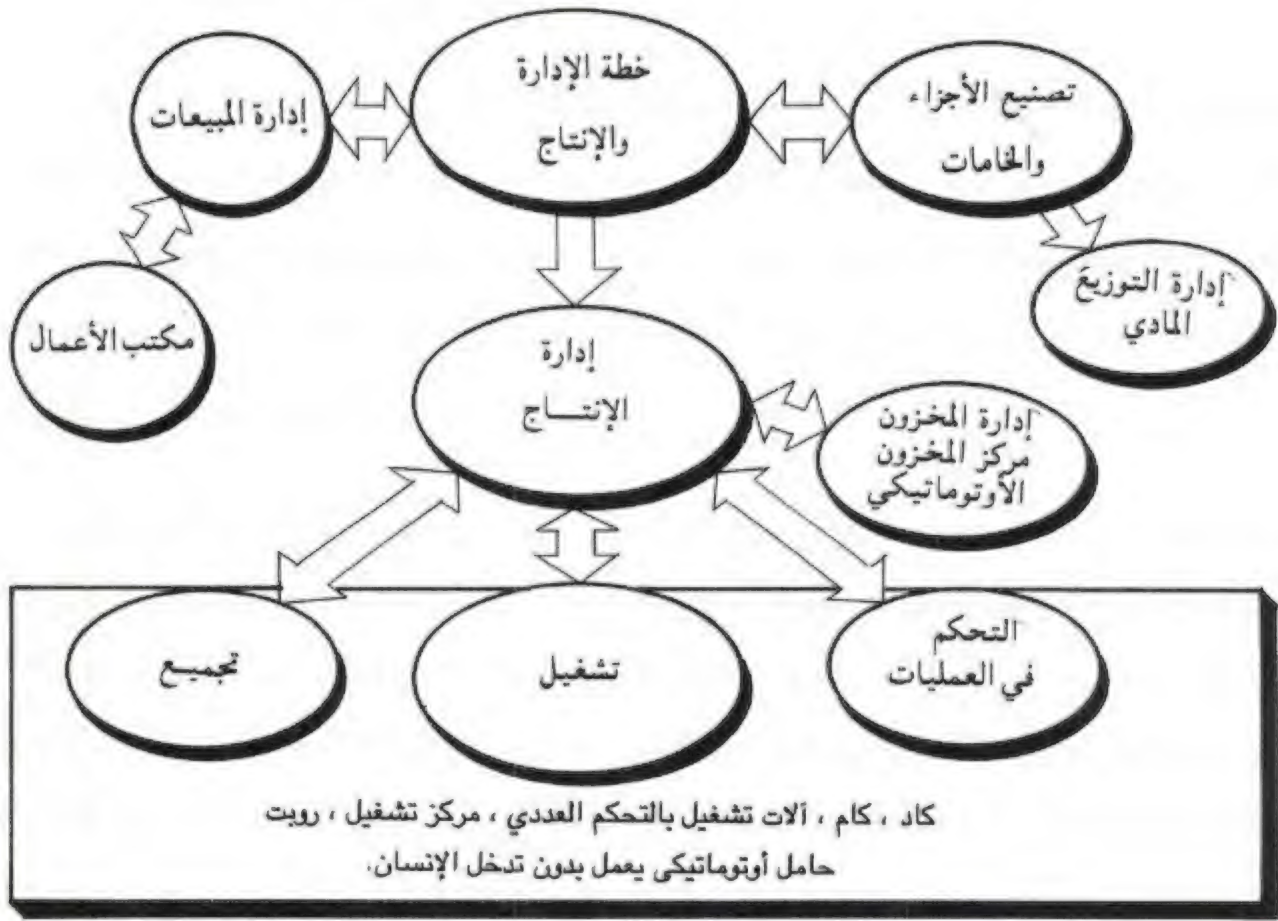 تصنيع الأجزاء
والخامات
خطة الإدارة
والإنتاج
إدارة المبيعات
إدارة التوزيع
المادي
مكتب الأعمال
إدارة
الإنتـــاج
إدارة المخزون
مركز المخزون
الأوتوماتيكي
التحكم
في العمليات
تشغيل
تجميـع
كاد ، كام ، آلات تشغيل بالتحكم العددي ، مركز تشغيل ، روبت
حامل أوتوماتيكى يعمل بدون تدخل الإنسان.